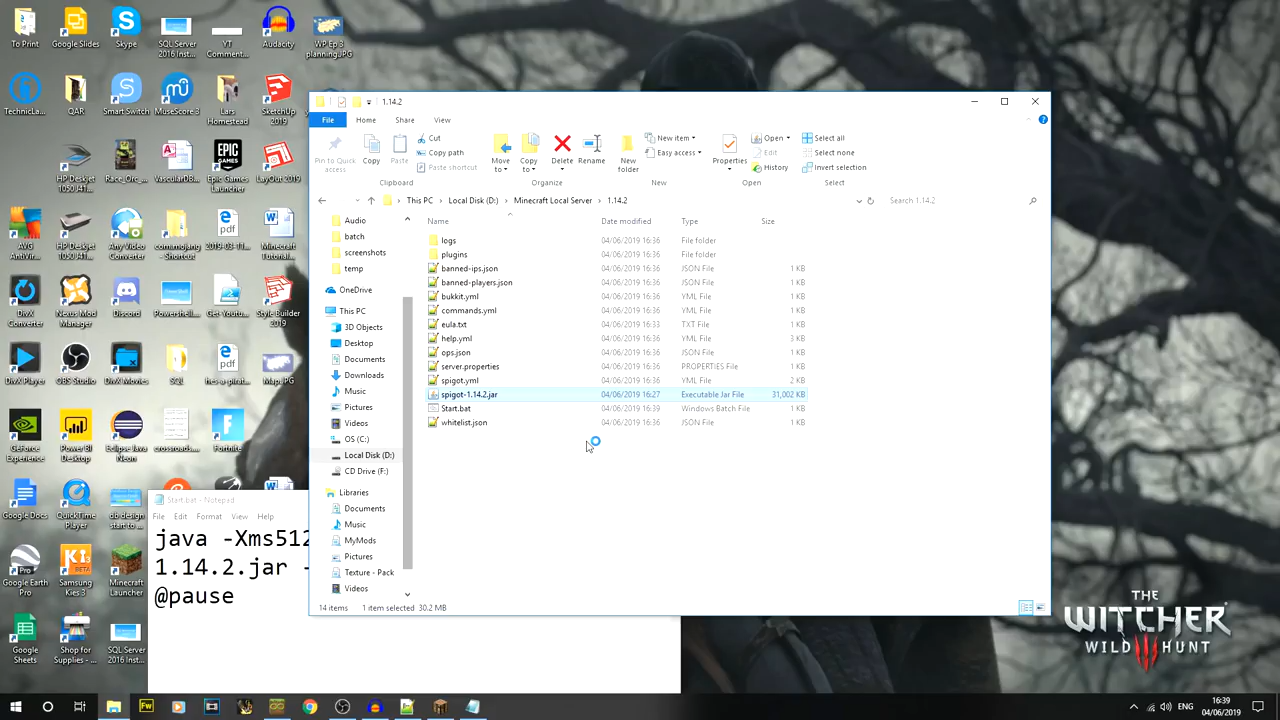 To Print
Google Slides
Skype
SQL Server 2016 Inst...
YT Comment...
Audacity
WP Ep 3 planning.JPG
TechnicLa...
QAR
Smart Switch
MuseScore 3
Lars Homestead
SketchUp 2019
HP Deskjet 1050 J41...
Race_Orc_...
VascularDB...
Epic Games Launcher
LayOut 2019
AVG AntiVir...
HP Deskjet 1050 J41...
Any Video Converter
commojang - Shortcut
2019-03-11...
Minecraft Tutorial...
DivX Converter
Nexus Mod Manager
Discord
Powershell...
Get-Youtu...
Style Builder 2019
DivX Player
OBS Studio
DivX Movies
SQL
hes-a-pirat...
Map.JPG
GeForce Experience
Power BI Desktop
Eclipse Java Neon
crossroads...
Fortnite
Google Docs
QuickTime Player
db design start to ...
Google Earth Pro
Samsung Kies 3
Minecraft Launcher
Google Sheets
Shop for Supplies - ...
SQL Server 2016 Inst...
1.14.2
File
Home
Share
View
Pin to Quick access
Copy
Paste
Cut
Copy path
Paste shortcut
Clipboard
Move to
Copy to
Delete
Rename
Organize
New folder
New item
Easy access
New
Properties
Open
Edit
History
Open
Select all
Select none
Invert selection
Select
This PC > Local Disk (D:) > Minecraft Local Server > 1.14.2
Search 1.14.2
Audio
batch
screenshots
temp
OneDrive
This PC
3D Objects
Desktop
Documents
Downloads
Music
Pictures
Videos
OS (C:)
Local Disk (D:)
CD Drive (F:)
Libraries
Documents
Music
MyMods
Pictures
Texture - Pack
Videos
Name Date modified Type Size
logs 04/06/2019 16:36 File folder
plugins 04/06/2019 16:36 File folder
banned-ips.json 04/06/2019 16:36 JSON File 1 KB
banned-players.json 04/06/2019 16:36 JSON File 1 KB
bukkit.yml 04/06/2019 16:36 YML File 1 KB
commands.yml 04/06/2019 16:36 YML File 1 KB
eula.txt 04/06/2019 16:33 TXT File 1 KB
help.yml 04/06/2019 16:36 YML File 3 KB
ops.json 04/06/2019 16:36 JSON File 1 KB
server.properties 04/06/2019 16:36 PROPERTIES File 1 KB
spigot.yml 04/06/2019 16:36 YML File 2 KB
spigot-1.14.2.jar 04/06/2019 16:27 Executable Jar File 31,002 KB
Start.bat 04/06/2019 16:39 Windows Batch File 1 KB
whitelist.json 04/06/2019 16:36 JSON File 1 KB
14 items 1 item selected 30.2 MB
Start.bat - Notepad
File Edit Format View Help
java -Xms512
1.14.2.jar -
@pause
THE
WITCHER
WILD HUNT
Fw
16:39
04/06/2019